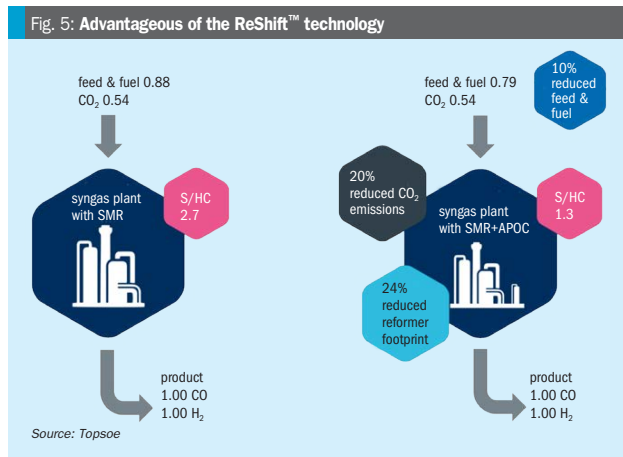 Fig. 5: Advantageous of the ReShift™ technology
feed & fuel 0.88
CO₂ 0.54
syngas plant
with SMR
S/HC
2.7
product
1.00 CO
1.00 H₂
feed & fuel 0.79
CO₂ 0.54
10%
reduced
feed &
fuel
20%
reduced CO₂
emissions
syngas plant
with SMR+APOC
S/HC
1.3
24%
reduced
reformer
footprint
product
1.00 CO
1.00 H₂
Source: Topsoe